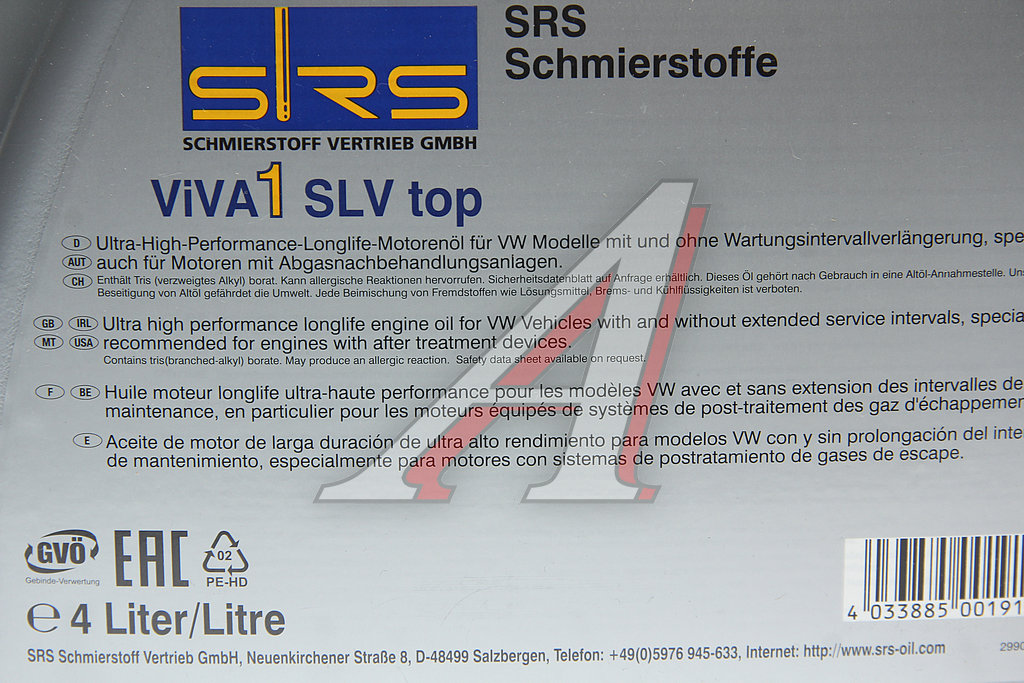 SRS
SRS
Schmierstoffe
SCHMIERSTOFF VERTRIEB GMBH
ViVA1 SLV top
D Ultra-High-Performance-Longlife-Motorenöl für VW Modelle mit und ohne Wartungsintervallverlängerung, spe
AUT auch für Motoren mit Abgasnachbehandlungsanlagen.
CH Enthält Tris (verzweigtes Alkyl) borat. Kann allergische Reaktionen hervorrufen. Sicherheitsdatenblatt auf Anfrage erhältlich. Dieses Öl gehört nach Gebrauch in eine Altöl-Annahmestelle. Un
Beseitigung von Altöl gefährdet die Umwelt. Jede Beimischung von Fremdstoffen wie Lösungsmittel, Brems- und Kühlflüssigkeiten ist verboten.
GB IRL Ultra high performance longlife engine oil for VW Vehicles with and without extended service intervals, specia
MT USA recommended for engines with after treatment devices.
Contains tris(branched-alkyl) borate. May produce an allergic reaction. Safety data sheet available on request.
F BE Huile moteur longlife ultra-haute performance pour les modèles VW avec et sans extension des intervalles de
maintenance, en particulier pour les moteurs équipés de systèmes de post-traitement des gaz d'échappemen
E Aceite de motor de larga duración de ultra alto rendimiento para modelos VW con y sin prolongación del inte
de mantenimiento, especialmente para motores con sistemas de postratamiento de gases de escape.
GVÖ EAC 02
Gebinde-Verwertung PE-HD
℮ 4 Liter/Litre
4 033885 00191
SRS Schmierstoff Vertrieb GmbH, Neuenkirchener Straße 8, D-48499 Salzbergen, Telefon: +49(0)5976 945-633, Internet: http://www.srs-oil.com
2990
A